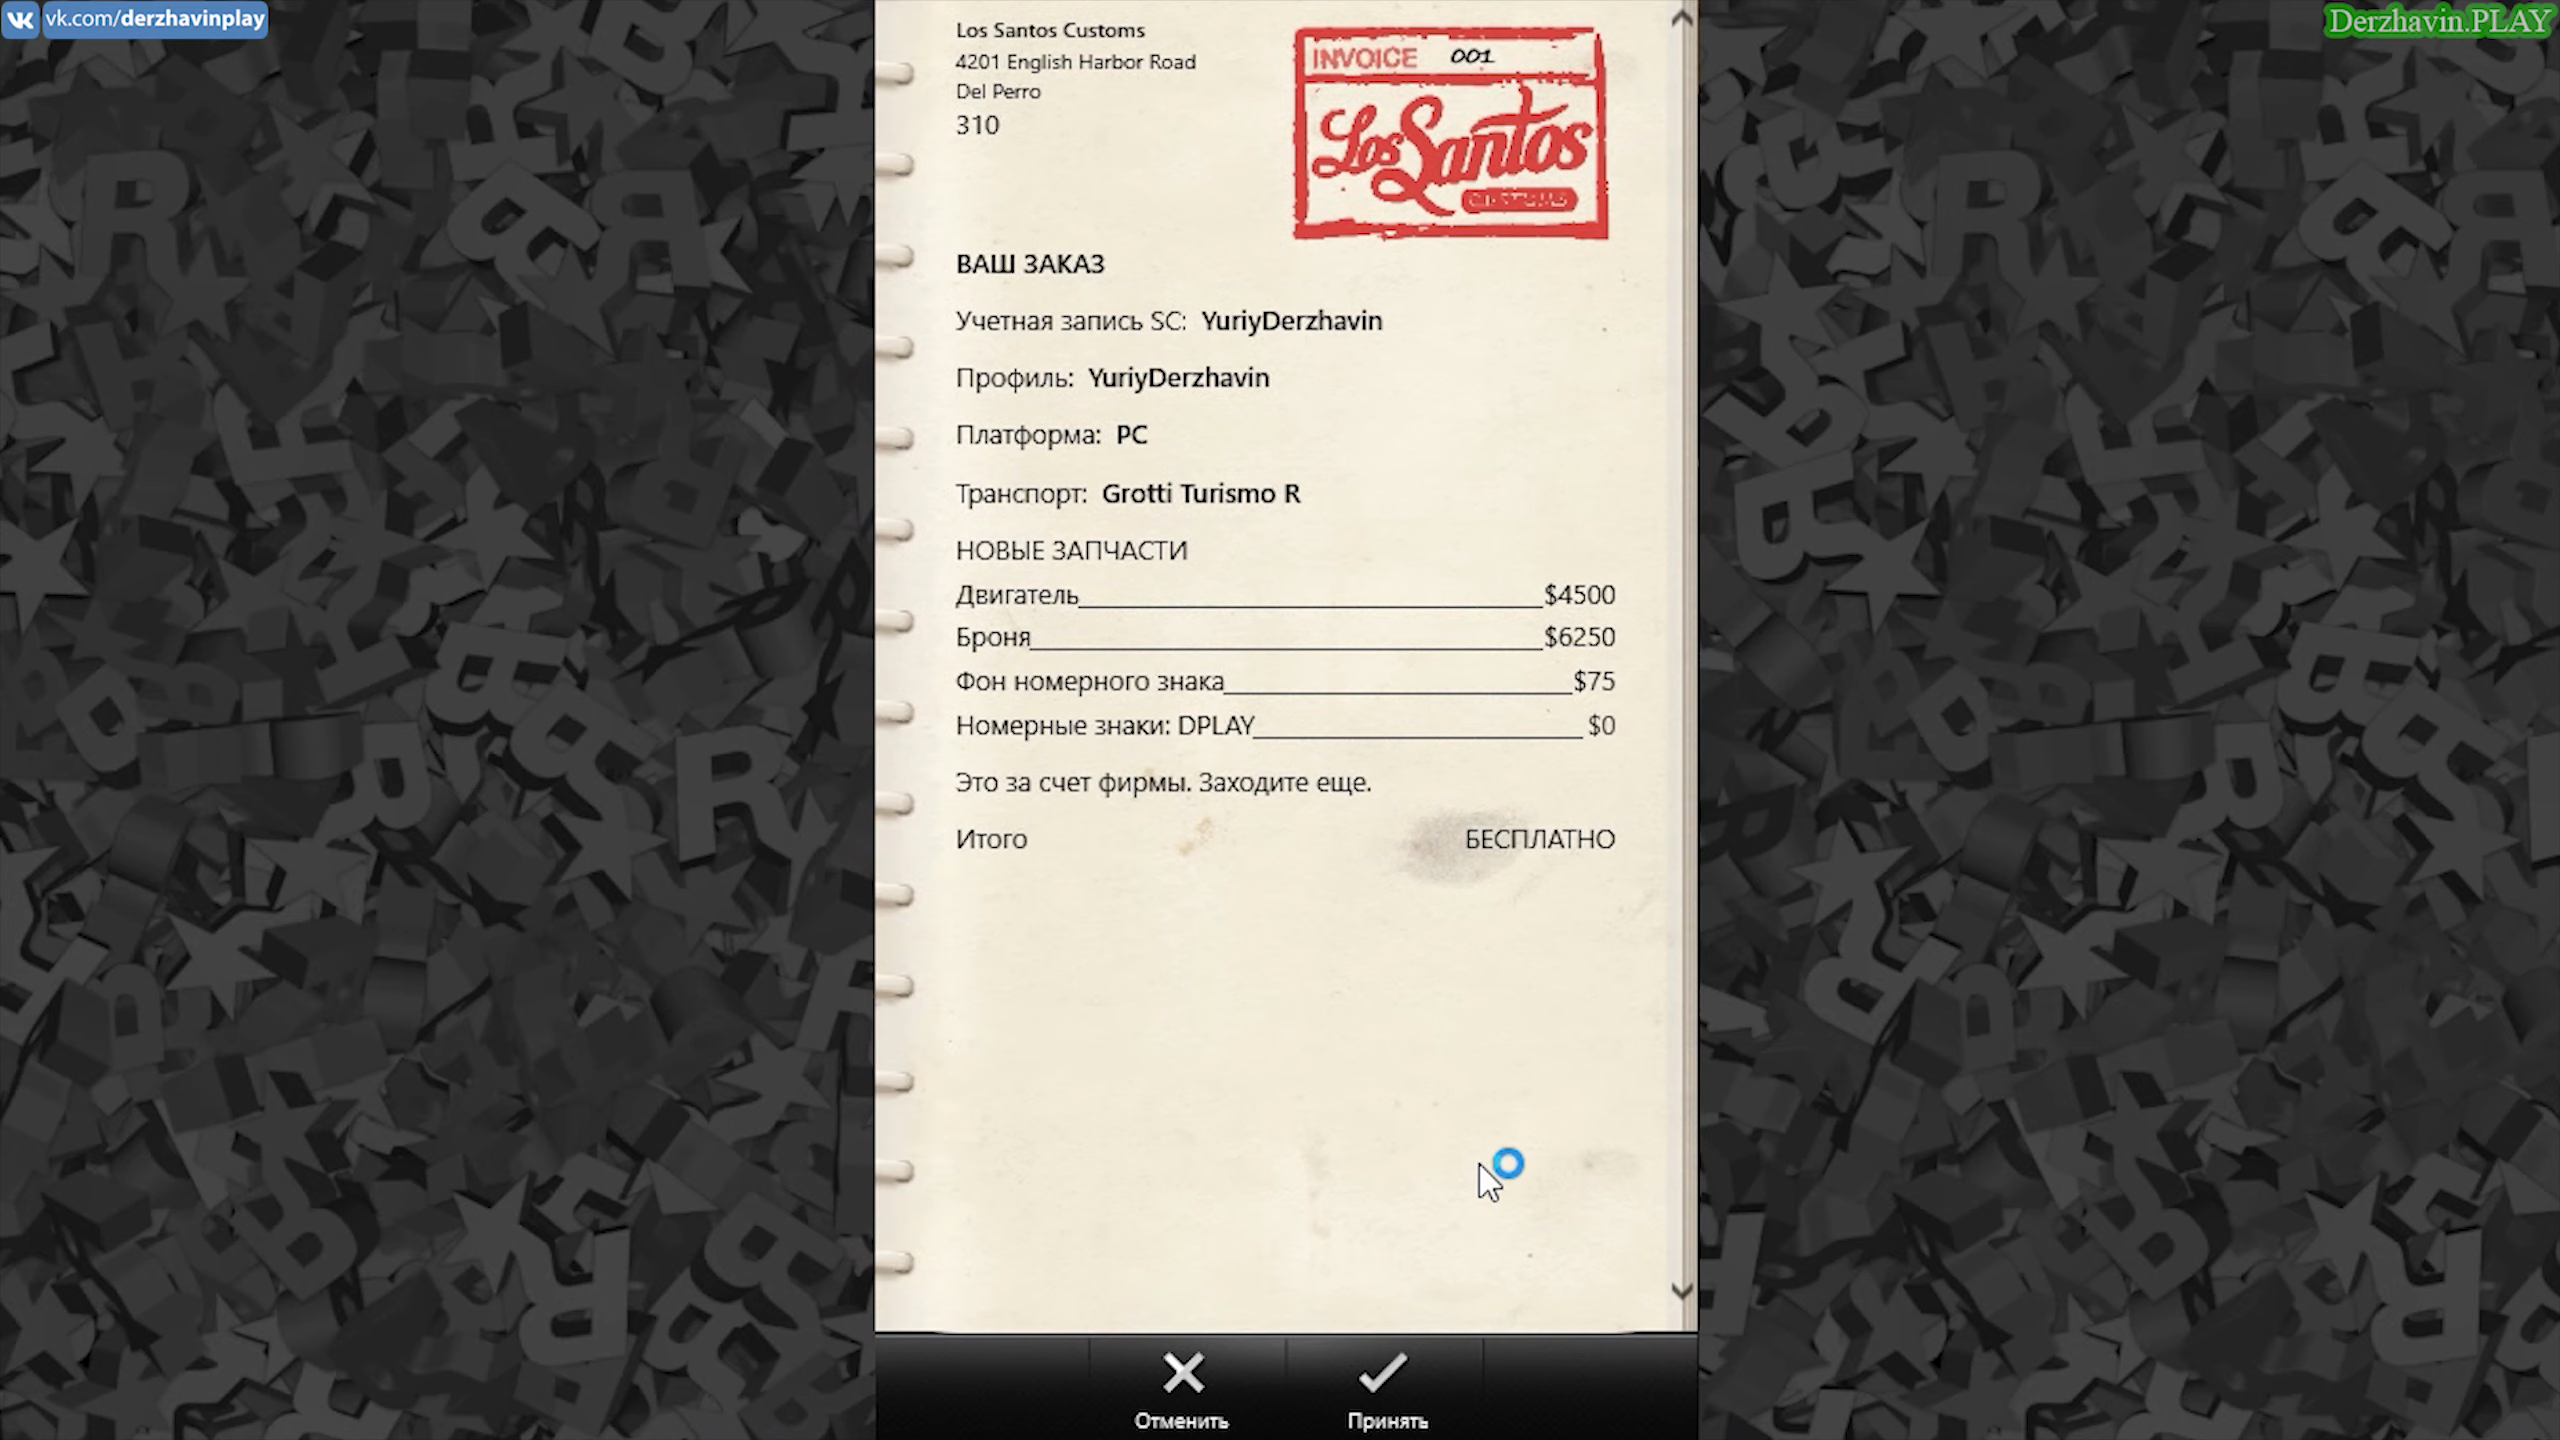 vk.com/derzhavinplay
Derzhavin.PLAY
Los Santos Customs
4201 English Harbor Road
Del Perro
310
INVOICE 001
Los Santos
CUSTOMS
ВАШ ЗАКАЗ
Учетная запись SC: YuriyDerzhavin
Профиль: YuriyDerzhavin
Платформа: PC
Транспорт: Grotti Turismo R
НОВЫЕ ЗАПЧАСТИ
Двигатель $4500
Броня $6250
Фон номерного знака $75
Номерные знаки: DPLAY $0
Это за счет фирмы. Заходите еще.
Итого БЕСПЛАТНО
Отменить Принять